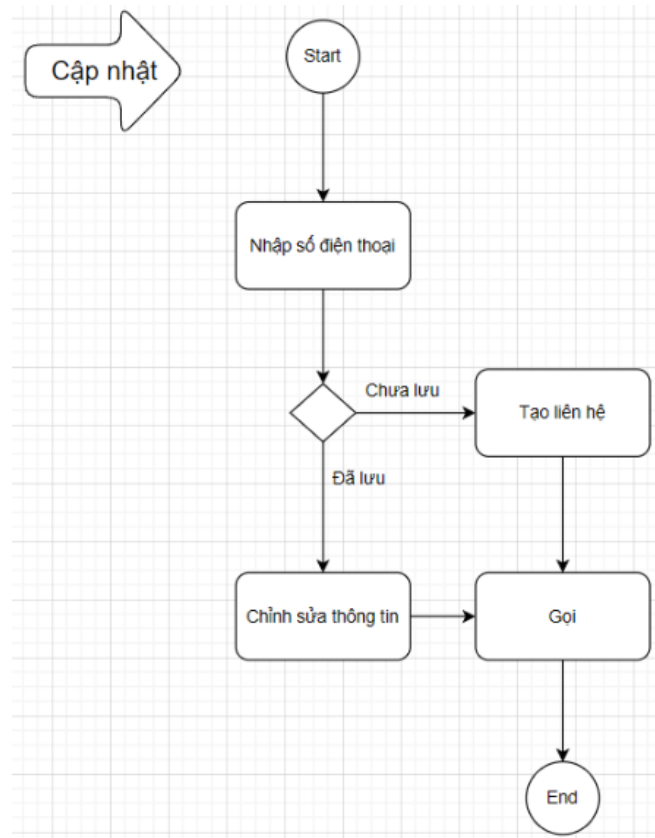 Cập nhật
Start
Nhập số điện thoại
Chưa lưu
Tạo liên hệ
Đã lưu
Chỉnh sửa thông tin
Gọi
End